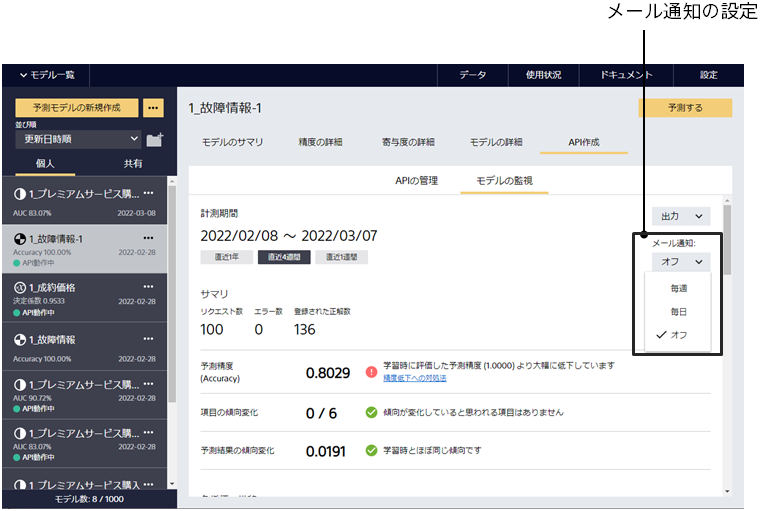 メール通知の設定
モデル一覧
データ
使用状況
ドキュメント
設定
予測モデルの新規作成
並び順
更新日時順
個人
共有
1_プレミアムサービス購...
AUC 83.07%
2022-03-08
1_故障情報-1
Accuracy 100.00%
2022-02-28
API動作中
1_成約価格
決定係数 0.9533
2022-02-28
API動作中
1_故障情報
Accuracy 100.00%
2022-02-28
1_プレミアムサービス購...
AUC 90.72%
2022-02-28
API動作中
1_プレミアムサービス購...
AUC 83.07%
2022-02-28
API動作中
1_プレミアムサービス購入
モデル数: 8 / 1000
1_故障情報-1
予測する
モデルのサマリ
精度の詳細
寄与度の詳細
モデルの詳細
API作成
APIの管理
モデルの監視
計測期間
出力
2022/02/08 ～ 2022/03/07
直近1年
直近4週間
直近1週間
メール通知:
オフ
毎週
毎日
オフ
サマリ
リクエスト数
エラー数
登録された正解数
100
0
136
予測精度
(Accuracy)
0.8029
学習時に評価した予測精度 (1.0000) より大幅に低下しています
精度低下への対処法
項目の傾向変化
0 / 6
傾向が変化していると思われる項目はありません
予測結果の傾向変化
0.0191
学習時とほぼ同じ傾向です